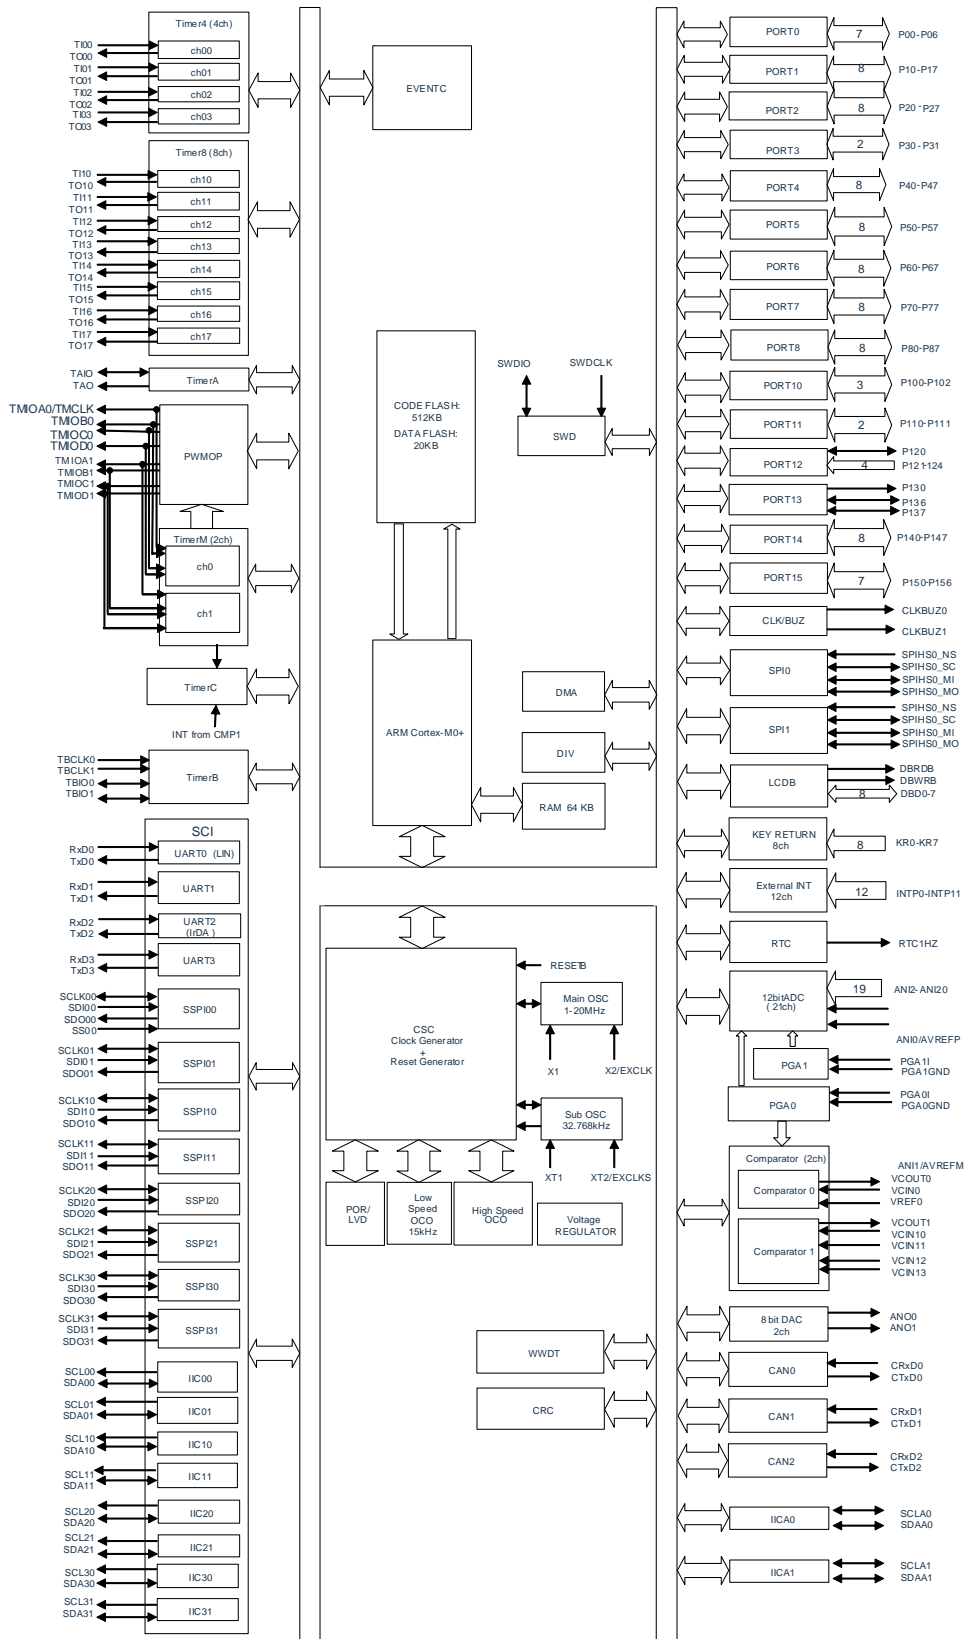 Timer4 (4ch)
TI00
TO00
ch00
TI01
TO01
ch01
TI02
TO02
ch02
TI03
TO03
ch03
Timer8 (8ch)
TI10
TO10
ch10
TI11
TO11
ch11
TI12
TO12
ch12
TI13
TO13
ch13
TI14
TO14
ch14
TI15
TO15
ch15
TI16
TO16
ch16
TI17
TO17
ch17
TAIO
TAO
TimerA
TMIOA0/TMCLK
TMIOB0
TMIOC0
TMIOD0
TMIOA1
TMIOB1
TMIOC1
TMIOD1
PWMOP
TimerM (2ch)
ch0
ch1
TimerC
INT from CMP1
TBCLK0
TBCLK1
TBIO0
TBIO1
TimerB
SCI
RxD0
TxD0
UART0 (LIN)
RxD1
TxD1
UART1
RxD2
TxD2
UART2
(IrDA )
RxD3
TxD3
UART3
SCLK00
SDI00
SDO00
SS00
SSPI00
SCLK01
SDI01
SDO01
SSPI01
SCLK10
SDI10
SDO10
SSPI10
SCLK11
SDI11
SDO11
SSPI11
SCLK20
SDI20
SDO20
SSPI20
SCLK21
SDI21
SDO21
SSPI21
SCLK30
SDI30
SDO30
SSPI30
SCLK31
SDI31
SDO31
SSPI31
SCL00
SDA00
IIC00
SCL01
SDA01
IIC01
SCL10
SDA10
IIC10
SCL11
SDA11
IIC11
SCL20
SDA20
IIC20
SCL21
SDA21
IIC21
SCL30
SDA30
IIC30
SCL31
SDA31
IIC31
EVENTC
CODE FLASH:
512KB
DATA FLASH:
20KB
SWDIO
SWDCLK
SWD
ARM Cortex-M0+
DMA
DIV
RAM 64 KB
CSC
Clock Generator
+
Reset Generator
RESETB
Main OSC
1-20MHz
X1
X2/EXCLK
Sub OSC
32.768kHz
XT1
XT2/EXCLKS
POR/
LVD
Low
Speed
OCO
15kHz
High Speed
OCO
Voltage
REGULATOR
WWDT
CRC
PORT0
7
P00-P06
PORT1
8
P10-P17
PORT2
8
P20-P27
PORT3
2
P30-P31
PORT4
8
P40-P47
PORT5
8
P50-P57
PORT6
8
P60-P67
PORT7
8
P70-P77
PORT8
8
P80-P87
PORT10
3
P100-P102
PORT11
2
P110-P111
PORT12
P120
4
P121-124
PORT13
P130
P136
P137
PORT14
8
P140-P147
PORT15
7
P150-P156
CLK/BUZ
CLKBUZ0
CLKBUZ1
SPI0
SPIHS0_NS
SPIHS0_SC
SPIHS0_MI
SPIHS0_MO
SPI1
SPIHS0_NS
SPIHS0_SC
SPIHS0_MI
SPIHS0_MO
LCDB
DBRDB
DBWRB
8
DBD0-7
KEY RETURN
8ch
8
KR0-KR7
External INT
12ch
12
INTP0-INTP11
RTC
RTC1HZ
12bitADC
( 21ch)
19
ANI2- ANI20
ANI0/AVREFP
PGA1
PGA1I
PGA1GND
PGA0
PGA0I
PGA0GND
Comparator (2ch)
ANI1/AVREFM
Comparator 0
VCOUT0
VCIN0
VREF0
Comparator 1
VCOUT1
VCIN10
VCIN11
VCIN12
VCIN13
8 bit DAC
2ch
ANO0
ANO1
CAN0
CRxD0
CTxD0
CAN1
CRxD1
CTxD1
CAN2
CRxD2
CTxD2
IICA0
SCLA0
SDAA0
IICA1
SCLA1
SDAA1